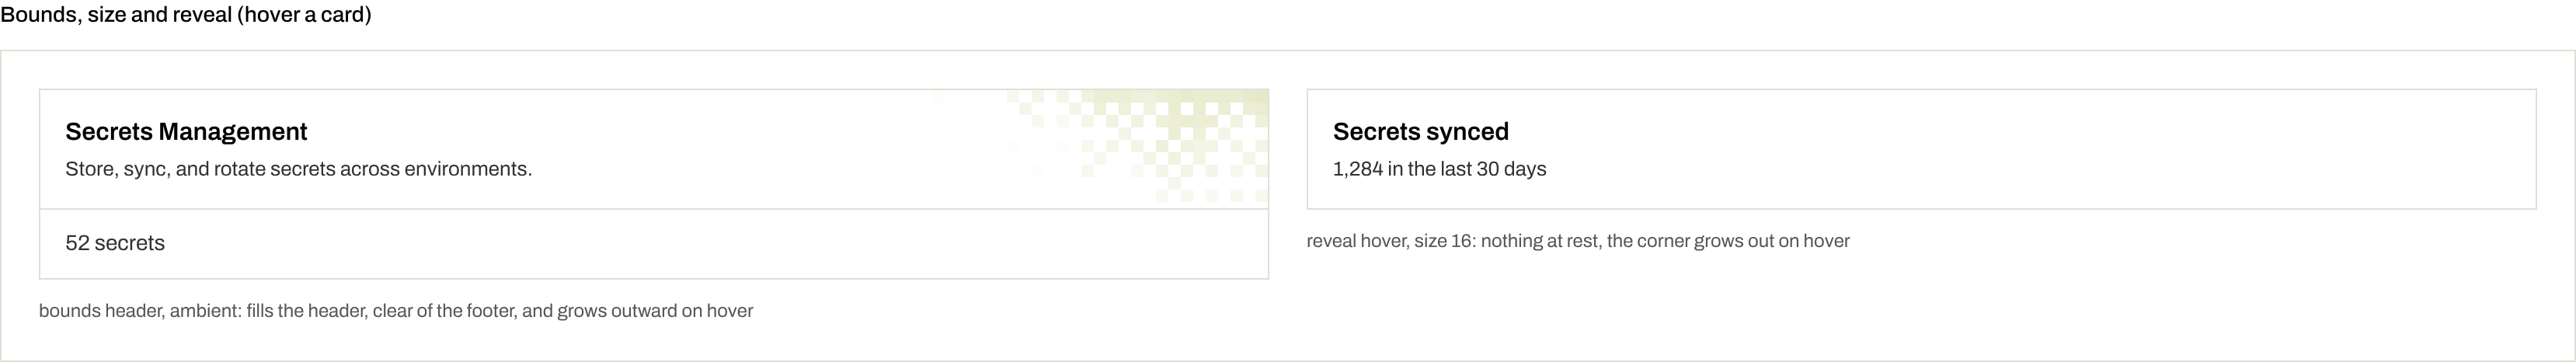 Bounds, size and reveal (hover a card)
Secrets Management
Store, sync, and rotate secrets across environments.
52 secrets
bounds header, ambient: fills the header, clear of the footer, and grows outward on hover
Secrets synced
1,284 in the last 30 days
reveal hover, size 16: nothing at rest, the corner grows out on hover